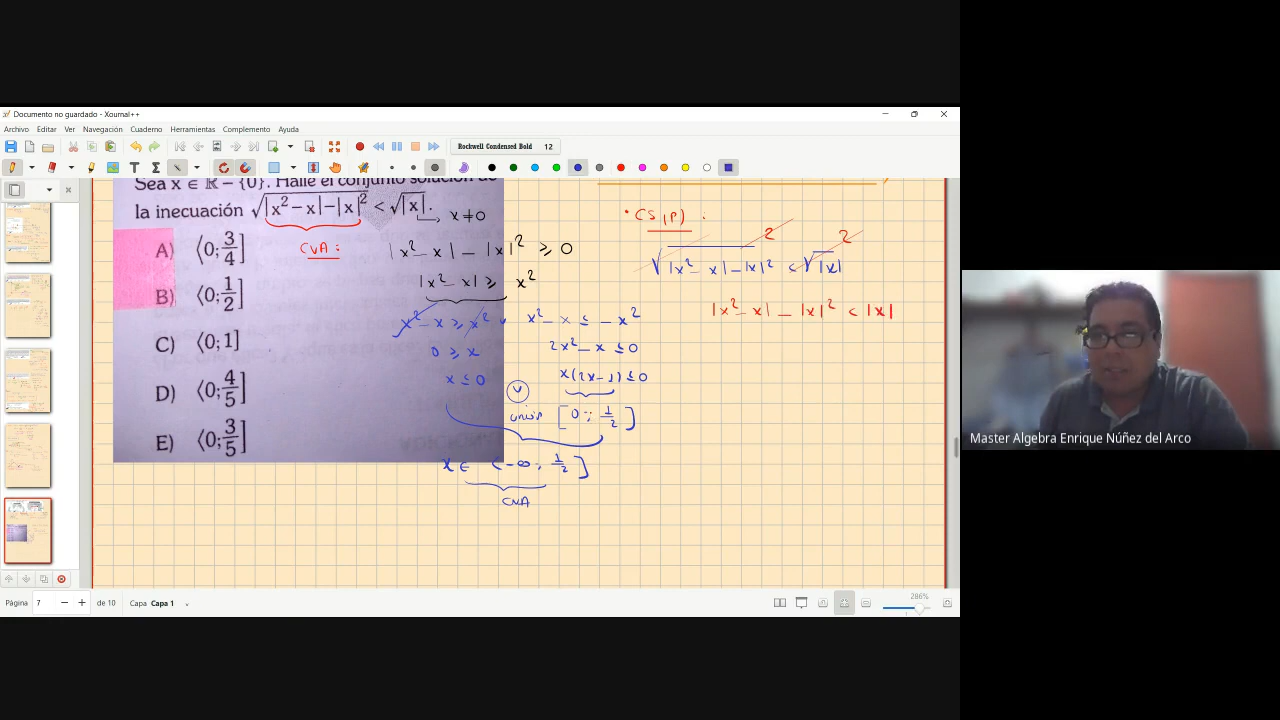 Documento no guardado - Xournal++
Archivo Editar Ver Navegación Cuaderno Herramientas Complemento Ayuda
Rockwell Condensed Bold 12
Sea x ∈ ℝ – {0}. Halle el conjunto solución de
la inecuación √(|x² – x| – |x|²) < √|x|.
x ≠ 0
A) ⟨0; 3/4]
B) ⟨0; 1/2]
C) ⟨0; 1]
D) ⟨0; 4/5]
E) ⟨0; 3/5]
CVA:
|x² - x| - |x|² ≥ 0
|x² - x| ≥ x²
x² - x ≥ x² v x² - x ≤ - x²
0 ≥ x 2x² - x ≤ 0
x ≤ 0 x(2x-1) ≤ 0
v
unión [0; 1/2]
x ∈ ⟨-∞; 1/2]
CVA
• CS(P) :
√(|x² - x| - |x|²)² < √|x|²
|x² - x| - |x|² < |x|
Master Algebra Enrique Núñez del Arco
Página 7 de 10 Capa Capa 1
286%